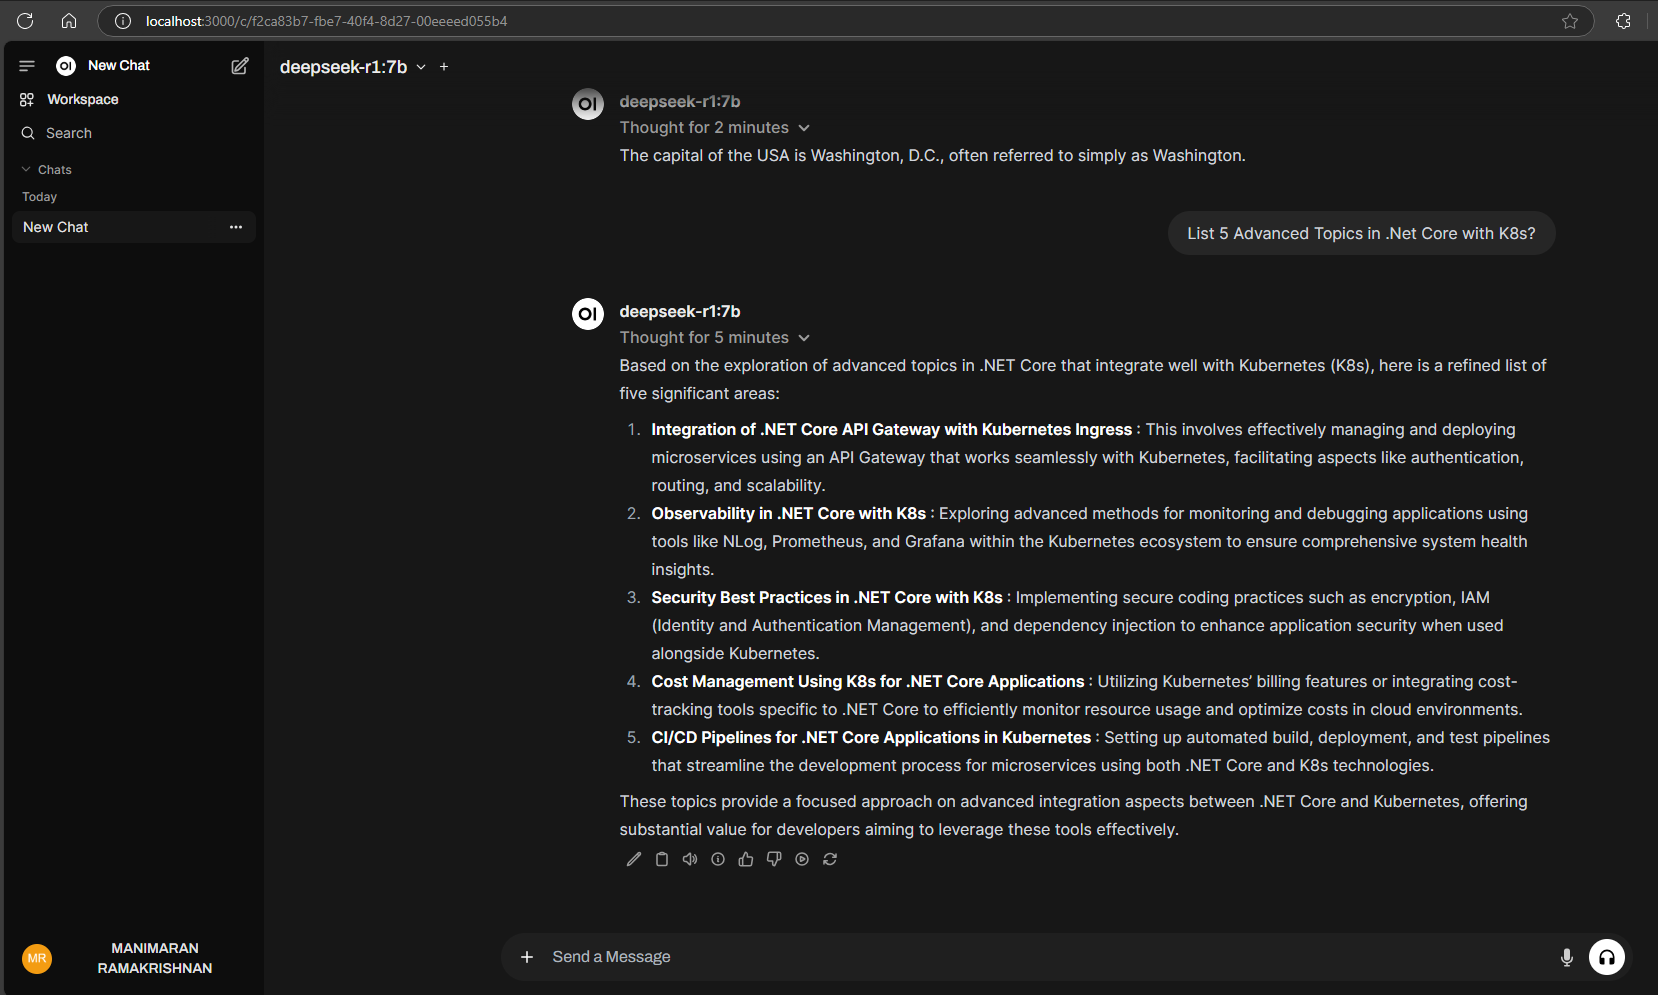 localhost:3000/c/f2ca83b7-fbe7-40f4-8d27-00eeeed055b4
OI New Chat
Workspace
Search
Chats
Today
New Chat
MR
MANIMARAN
RAMAKRISHNAN
deepseek-r1:7b
OI
deepseek-r1:7b
Thought for 2 minutes
The capital of the USA is Washington, D.C., often referred to simply as Washington.
List 5 Advanced Topics in .Net Core with K8s?
OI
deepseek-r1:7b
Thought for 5 minutes
Based on the exploration of advanced topics in .NET Core that integrate well with Kubernetes (K8s), here is a refined list of
five significant areas:
1. Integration of .NET Core API Gateway with Kubernetes Ingress : This involves effectively managing and deploying
microservices using an API Gateway that works seamlessly with Kubernetes, facilitating aspects like authentication,
routing, and scalability.
2. Observability in .NET Core with K8s : Exploring advanced methods for monitoring and debugging applications using
tools like NLog, Prometheus, and Grafana within the Kubernetes ecosystem to ensure comprehensive system health
insights.
3. Security Best Practices in .NET Core with K8s : Implementing secure coding practices such as encryption, IAM
(Identity and Authentication Management), and dependency injection to enhance application security when used
alongside Kubernetes.
4. Cost Management Using K8s for .NET Core Applications : Utilizing Kubernetes’ billing features or integrating cost-
tracking tools specific to .NET Core to efficiently monitor resource usage and optimize costs in cloud environments.
5. CI/CD Pipelines for .NET Core Applications in Kubernetes : Setting up automated build, deployment, and test pipelines
that streamline the development process for microservices using both .NET Core and K8s technologies.
These topics provide a focused approach on advanced integration aspects between .NET Core and Kubernetes, offering
substantial value for developers aiming to leverage these tools effectively.
Send a Message